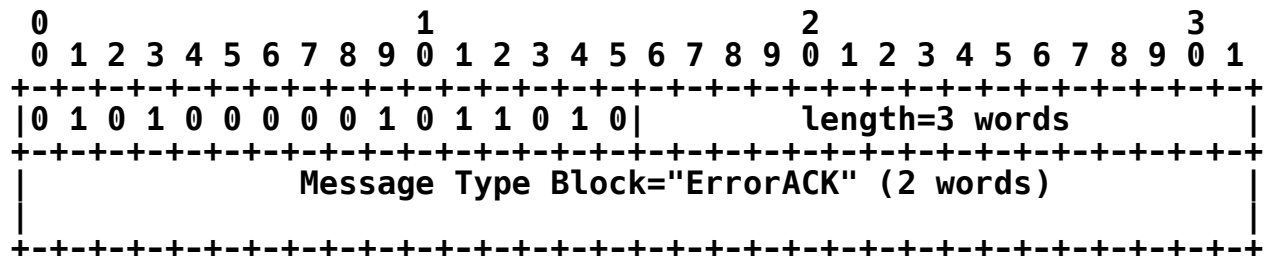 0                   1                   2                   3
 0 1 2 3 4 5 6 7 8 9 0 1 2 3 4 5 6 7 8 9 0 1 2 3 4 5 6 7 8 9 0 1
+-+-+-+-+-+-+-+-+-+-+-+-+-+-+-+-+-+-+-+-+-+-+-+-+-+-+-+-+-+-+-+-+
|0 1 0 1 0 0 0 0 0 1 0 1 1 0 1 0|        length=3 words         |
+-+-+-+-+-+-+-+-+-+-+-+-+-+-+-+-+-+-+-+-+-+-+-+-+-+-+-+-+-+-+-+-+
|              Message Type Block="ErrorACK" (2 words)          |
|                                                               |
+-+-+-+-+-+-+-+-+-+-+-+-+-+-+-+-+-+-+-+-+-+-+-+-+-+-+-+-+-+-+-+-+